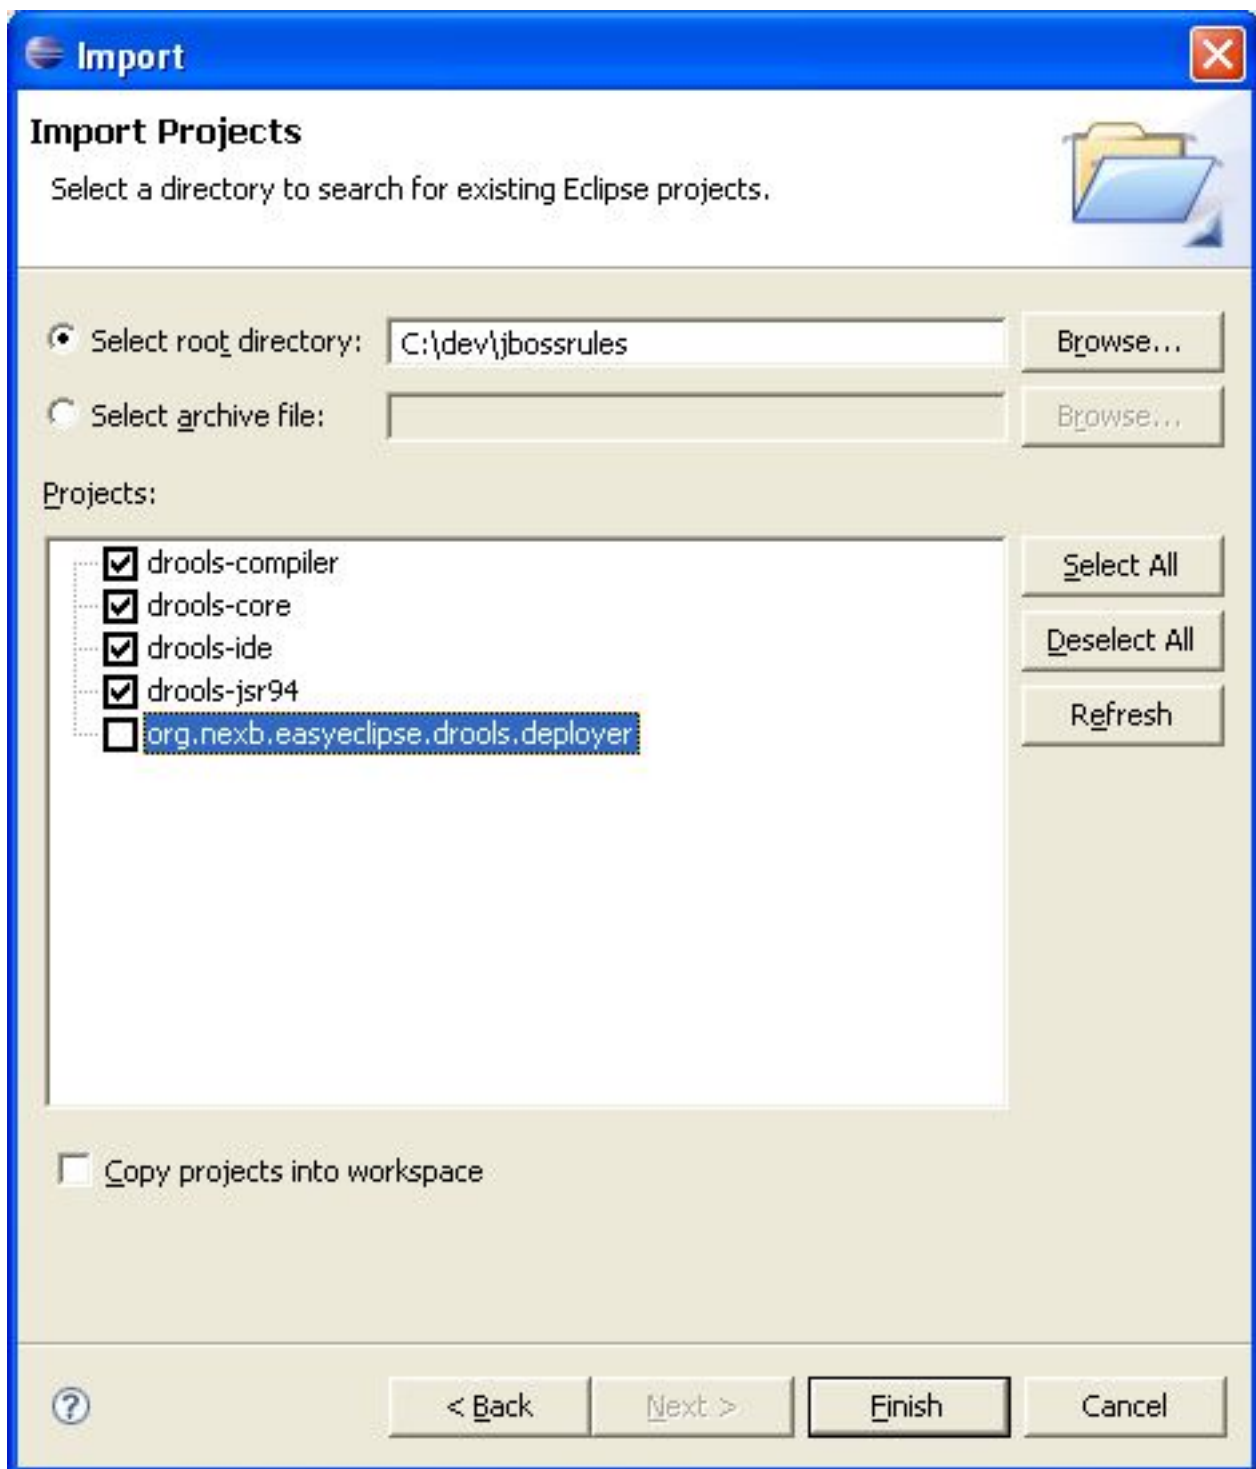 Import
Import Projects
Select a directory to search for existing Eclipse projects.
Select root directory: C:\dev\jbossrules Browse...
Select archive file: Browse...
Projects:
drools-compiler Select All
drools-core
drools-ide Deselect All
drools-jsr94 Refresh
org.nexb.easyeclipse.drools.deployer
Copy projects into workspace
? < Back Next > Finish Cancel